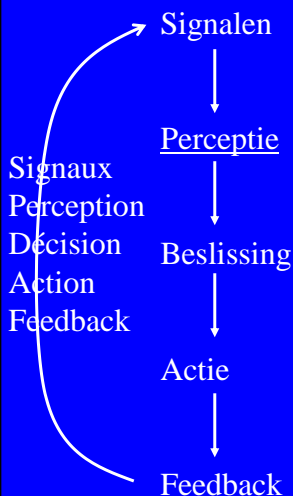 Signalen
Perceptie
Signaux
Perception
Décision
Action
Feedback
Beslissing
Actie
Feedback